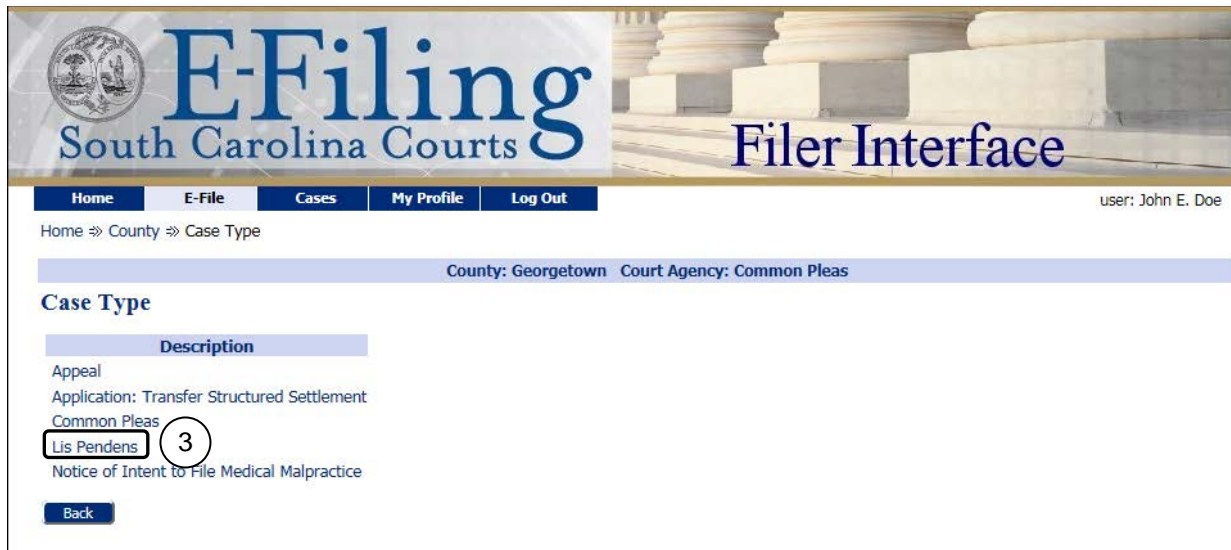 E-Filing
South Carolina Courts
Filer Interface
Home E-File Cases My Profile Log Out user: John E. Doe
Home ⇒ County ⇒ Case Type
County: Georgetown Court Agency: Common Pleas
Case Type
Description
Appeal
Application: Transfer Structured Settlement
Common Pleas
Lis Pendens 3
Notice of Intent to File Medical Malpractice
Back